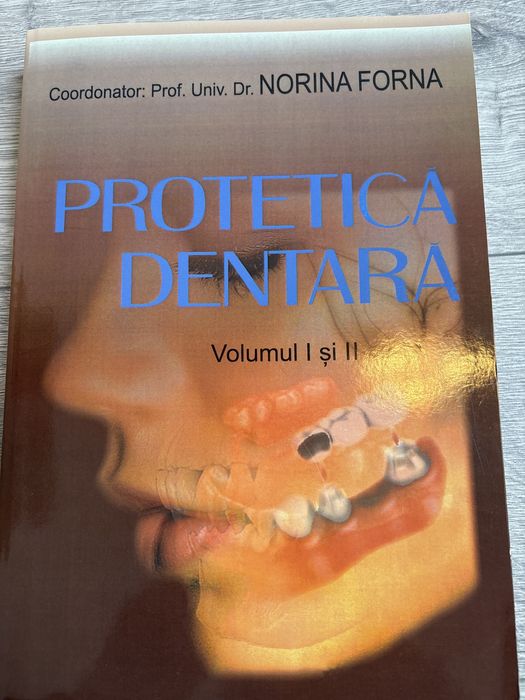 Coordonator: Prof. Univ. Dr. NORINA FORNA
PROTETICĂ
DENTARĂ
Volumul I și II